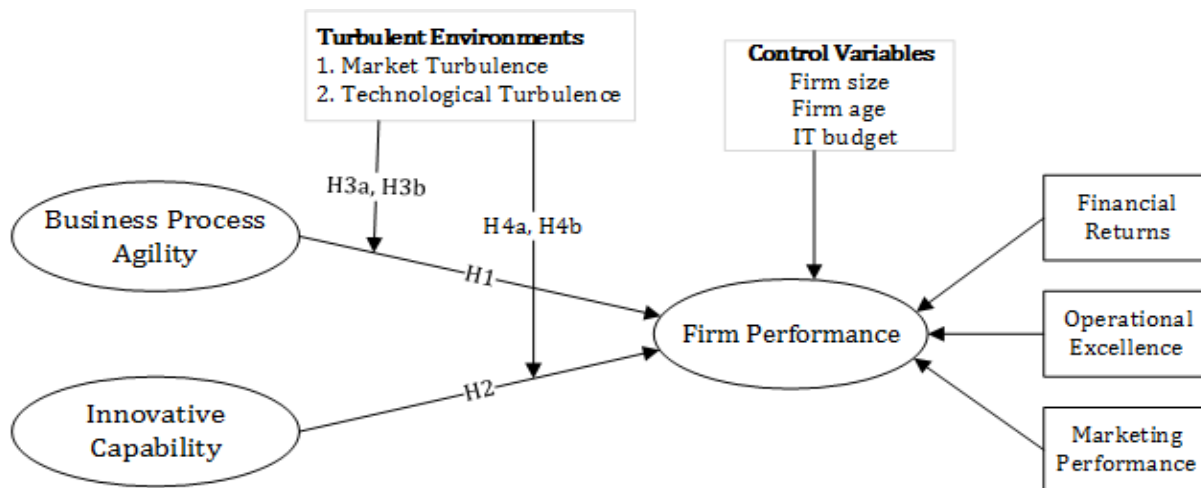 Turbulent Environments
1. Market Turbulence
2. Technological Turbulence
Control Variables
Firm size
Firm age
IT budget
H3a, H3b
H4a, H4b
Business Process
Agility
H1
Innovative
Capability
H2
Firm Performance
Financial
Returns
Operational
Excellence
Marketing
Performance